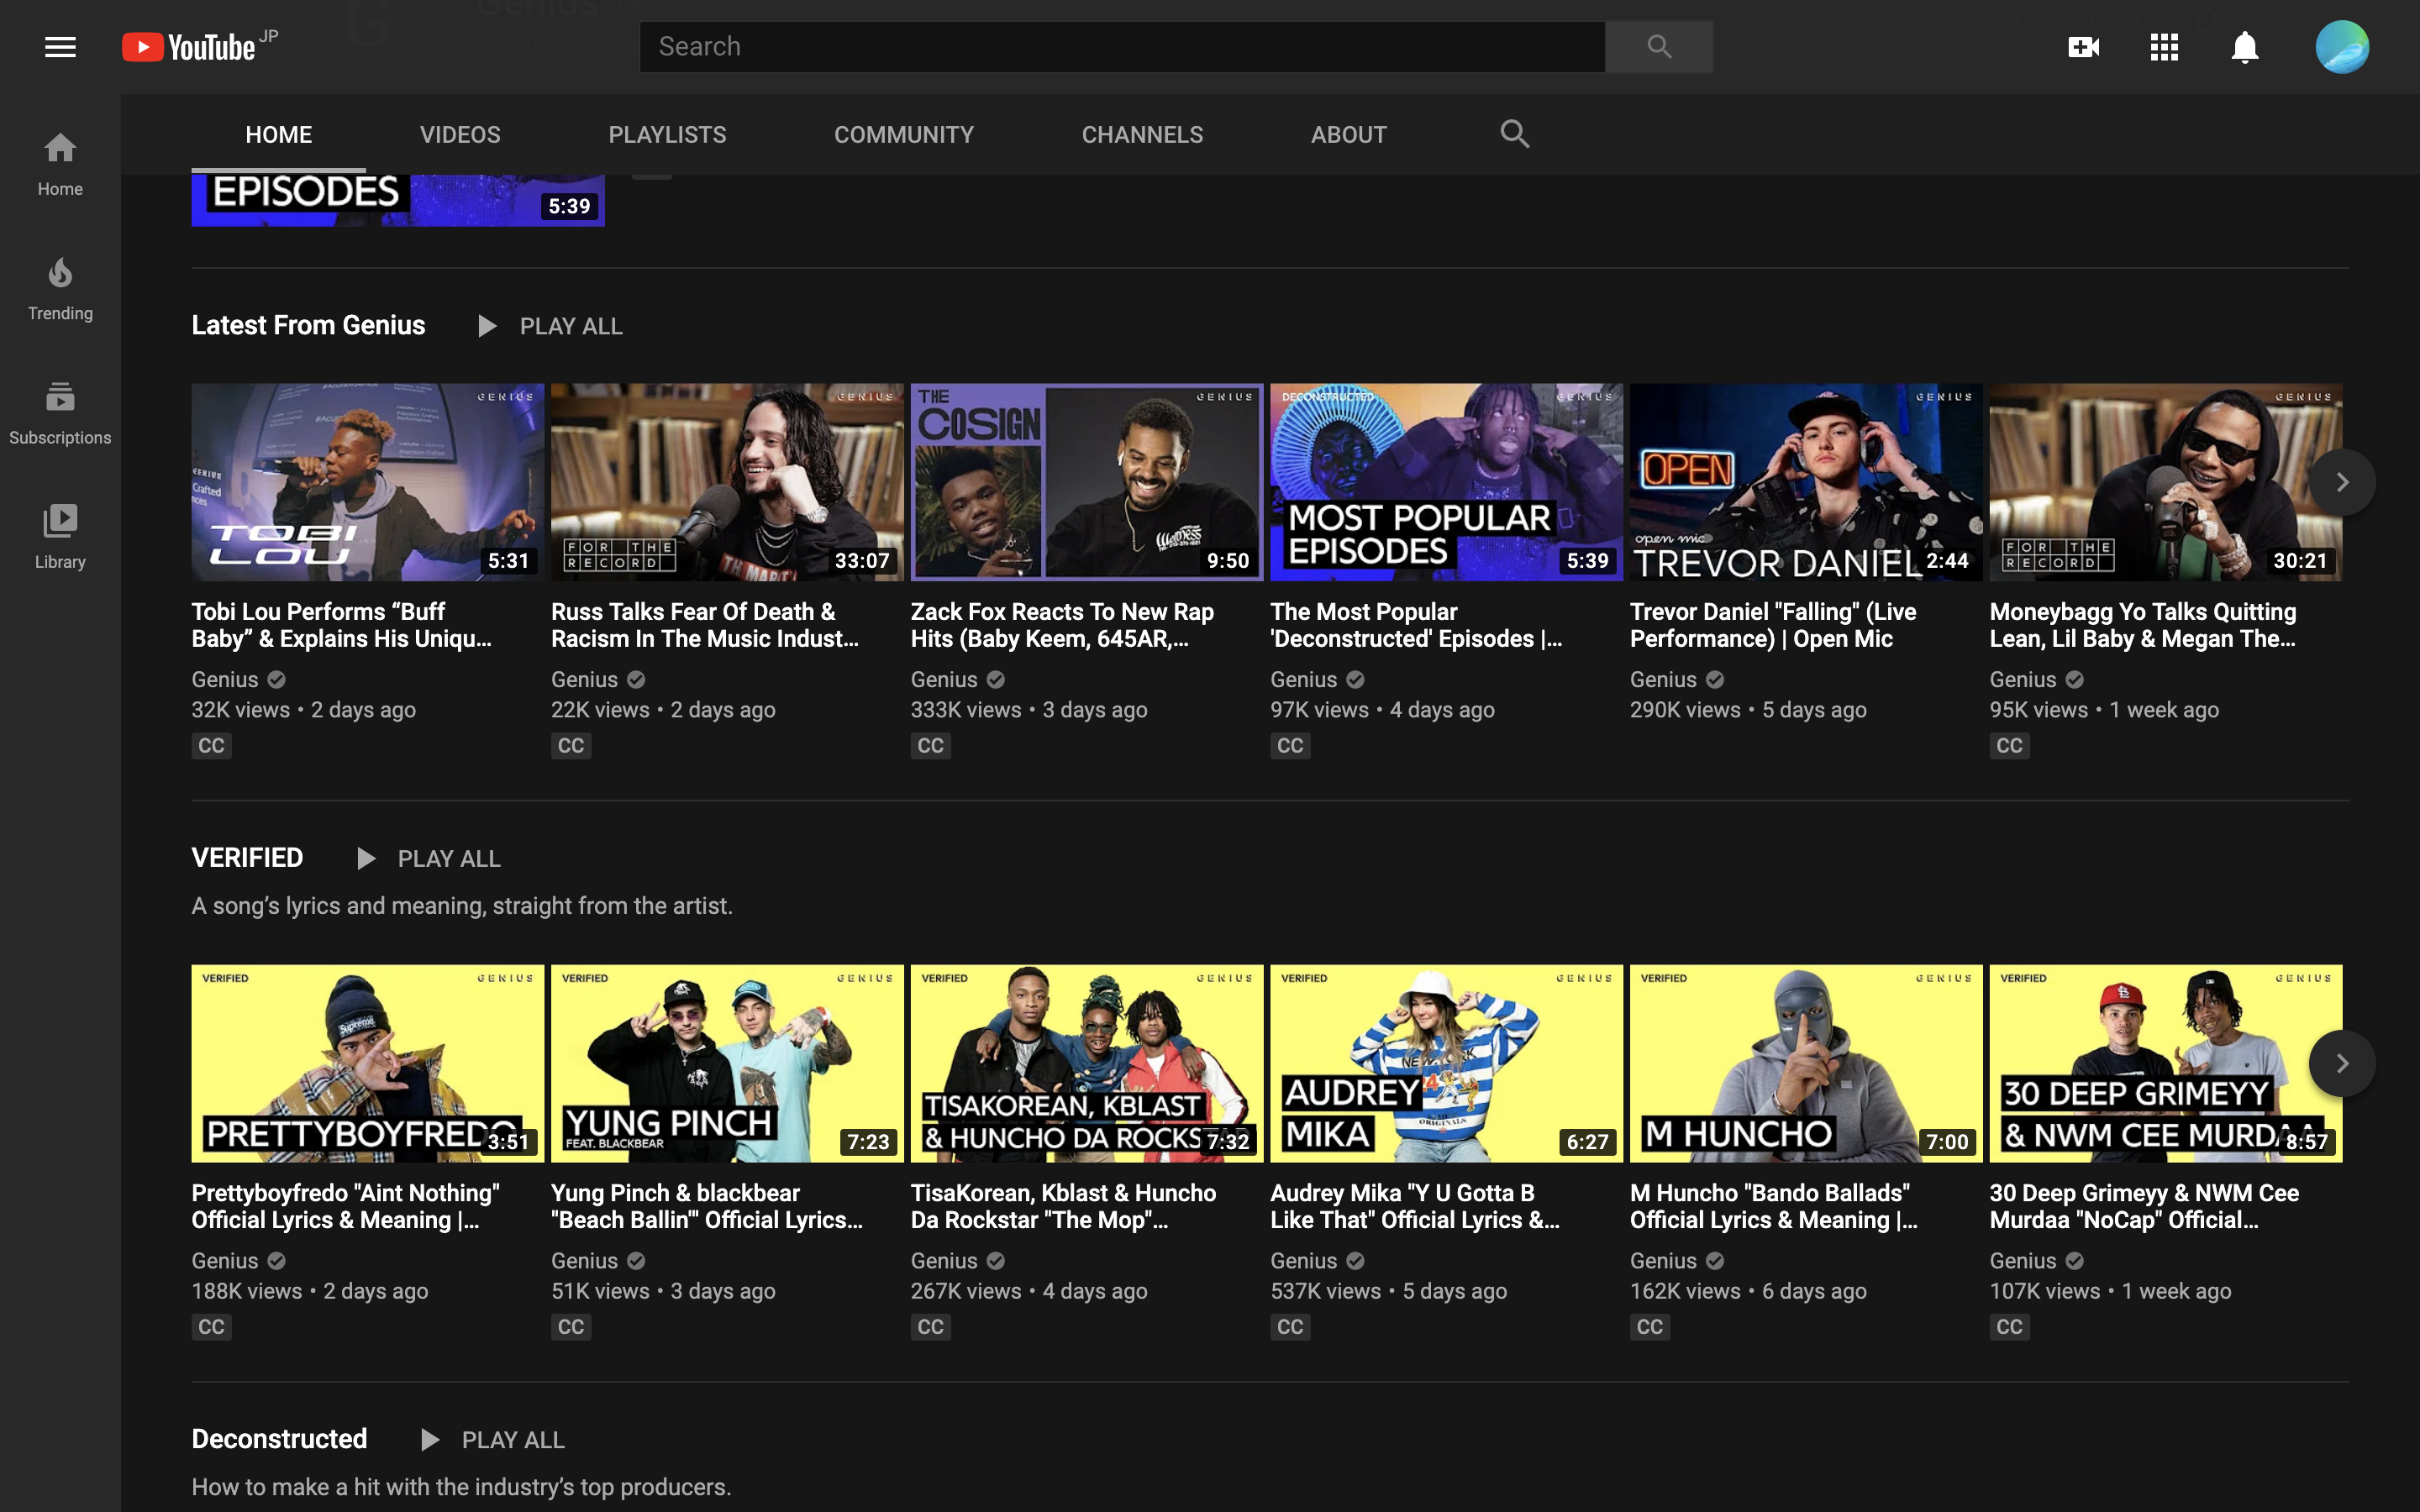 YouTube JP
Search
HOME
VIDEOS
PLAYLISTS
COMMUNITY
CHANNELS
ABOUT
Home
Trending
Subscriptions
Library
EPISODES
5:39
Latest From Genius
PLAY ALL
GENIUS
TOBI
LOU
5:31
Tobi Lou Performs “Buff
Baby” & Explains His Uniqu...
Genius
32K views • 2 days ago
CC
GENIUS
FOR THE
RECORD
33:07
Russ Talks Fear Of Death &
Racism In The Music Indust...
Genius
22K views • 2 days ago
CC
THE
COSIGN
GENIUS
9:50
Zack Fox Reacts To New Rap
Hits (Baby Keem, 645AR,...
Genius
333K views • 3 days ago
CC
DECONSTRUCTED
GENIUS
MOST POPULAR
EPISODES
5:39
The Most Popular
'Deconstructed' Episodes |...
Genius
97K views • 4 days ago
CC
GENIUS
OPEN
open mic
TREVOR DANIEL
2:44
Trevor Daniel "Falling" (Live
Performance) | Open Mic
Genius
290K views • 5 days ago
GENIUS
FOR THE
RECORD
30:21
Moneybagg Yo Talks Quitting
Lean, Lil Baby & Megan The...
Genius
95K views • 1 week ago
CC
VERIFIED
PLAY ALL
A song’s lyrics and meaning, straight from the artist.
VERIFIED
GENIUS
Supreme
PRETTYBOYFREDO
3:51
Prettyboyfredo "Aint Nothing"
Official Lyrics & Meaning |...
Genius
188K views • 2 days ago
CC
VERIFIED
GENIUS
YUNG PINCH
FEAT. BLACKBEAR
7:23
Yung Pinch & blackbear
"Beach Ballin'" Official Lyrics...
Genius
51K views • 3 days ago
CC
VERIFIED
GENIUS
TISAKOREAN, KBLAST
& HUNCHO DA ROCKSTAR
7:32
TisaKorean, Kblast & Huncho
Da Rockstar "The Mop"...
Genius
267K views • 4 days ago
CC
VERIFIED
GENIUS
NEW YORK
ORIGINALS
AUDREY
MIKA
6:27
Audrey Mika "Y U Gotta B
Like That" Official Lyrics &...
Genius
537K views • 5 days ago
CC
VERIFIED
GENIUS
M HUNCHO
7:00
M Huncho "Bando Ballads"
Official Lyrics & Meaning |...
Genius
162K views • 6 days ago
CC
VERIFIED
GENIUS
30 DEEP GRIMEYY
& NWM CEE MURDAA
8:57
30 Deep Grimeyy & NWM Cee
Murdaa "NoCap" Official...
Genius
107K views • 1 week ago
CC
Deconstructed
PLAY ALL
How to make a hit with the industry’s top producers.